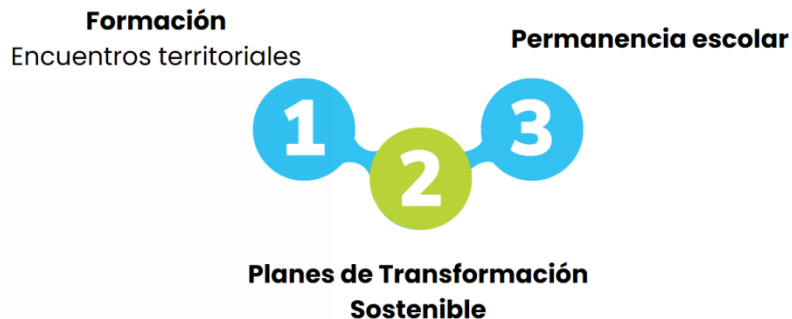 Formación
Encuentros territoriales
Permanencia escolar
1
2
3
Planes de Transformación
Sostenible